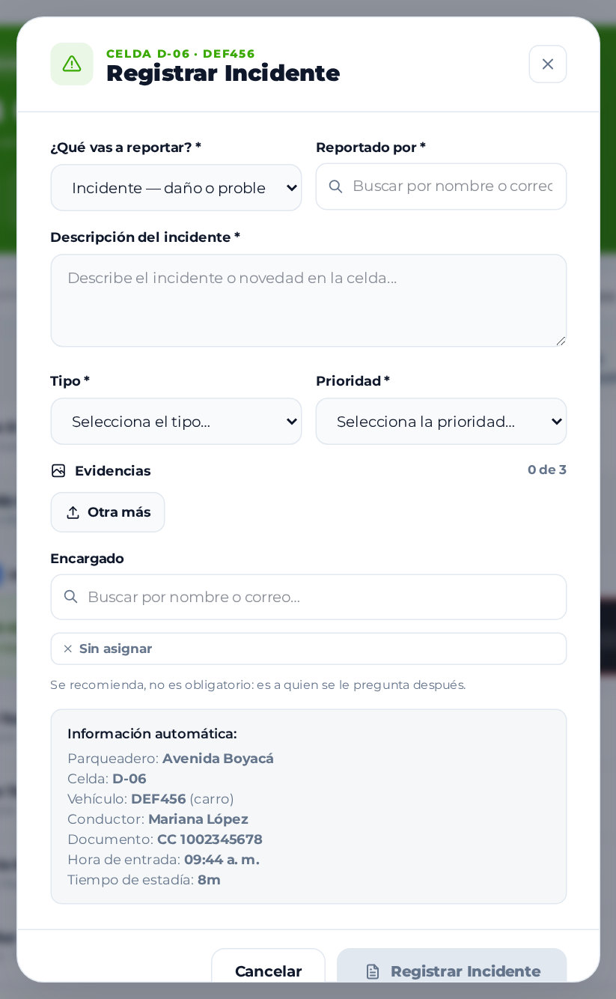 CELDA D-06 · DEF456
Registrar Incidente
¿Qué vas a reportar? *
Reportado por *
Incidente — daño o proble
Buscar por nombre o correo
Descripción del incidente *
Describe el incidente o novedad en la celda...
Tipo *
Prioridad *
Selecciona el tipo...
Selecciona la prioridad...
Evidencias
0 de 3
Otra más
Encargado
Buscar por nombre o correo...
Sin asignar
Se recomienda, no es obligatorio: es a quien se le pregunta después.
Información automática:
Parqueadero: Avenida Boyacá
Celda: D-06
Vehículo: DEF456 (carro)
Conductor: Mariana López
Documento: CC 1002345678
Hora de entrada: 09:44 a. m.
Tiempo de estadía: 8m
Cancelar
Registrar Incidente